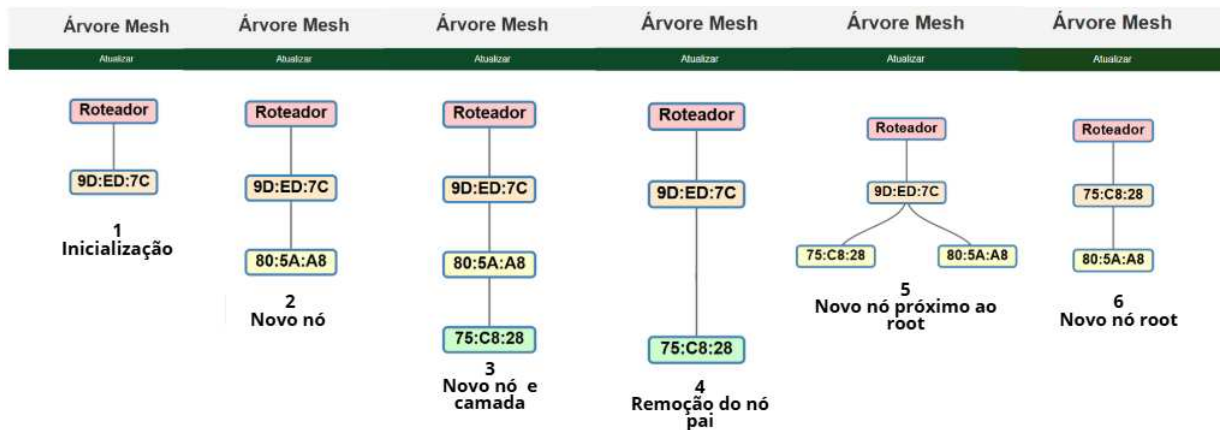 Árvore Mesh
Atualizar
Roteador
9D:ED:7C
1
Inicialização
Árvore Mesh
Atualizar
Roteador
9D:ED:7C
80:5A:A8
2
Novo nó
Árvore Mesh
Atualizar
Roteador
9D:ED:7C
80:5A:A8
75:C8:28
3
Novo nó e
camada
Árvore Mesh
Atualizar
Roteador
9D:ED:7C
75:C8:28
4
Remoção do nó
pai
Árvore Mesh
Atualizar
Roteador
9D:ED:7C
75:C8:28
80:5A:A8
5
Novo nó próximo ao
root
Árvore Mesh
Atualizar
Roteador
75:C8:28
80:5A:A8
6
Novo nó root